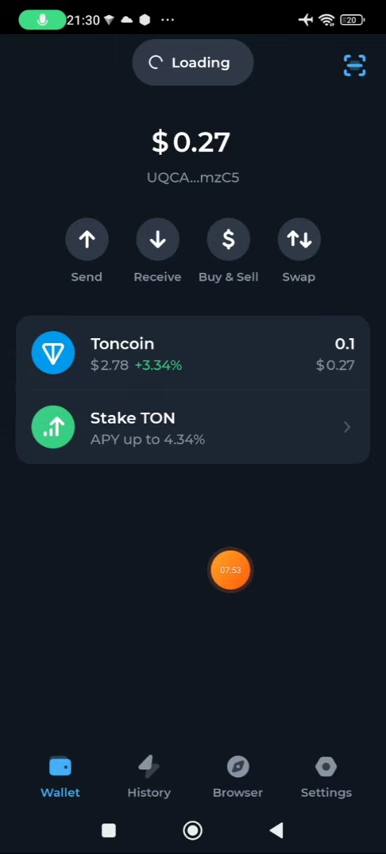 21:30
20
Loading
$0.27
UQCA...mzC5
Send
Receive
Buy & Sell
Swap
Toncoin
0.1
$2.78 +3.34%
$0.27
Stake TON
APY up to 4.34%
07:53
Wallet
History
Browser
Settings